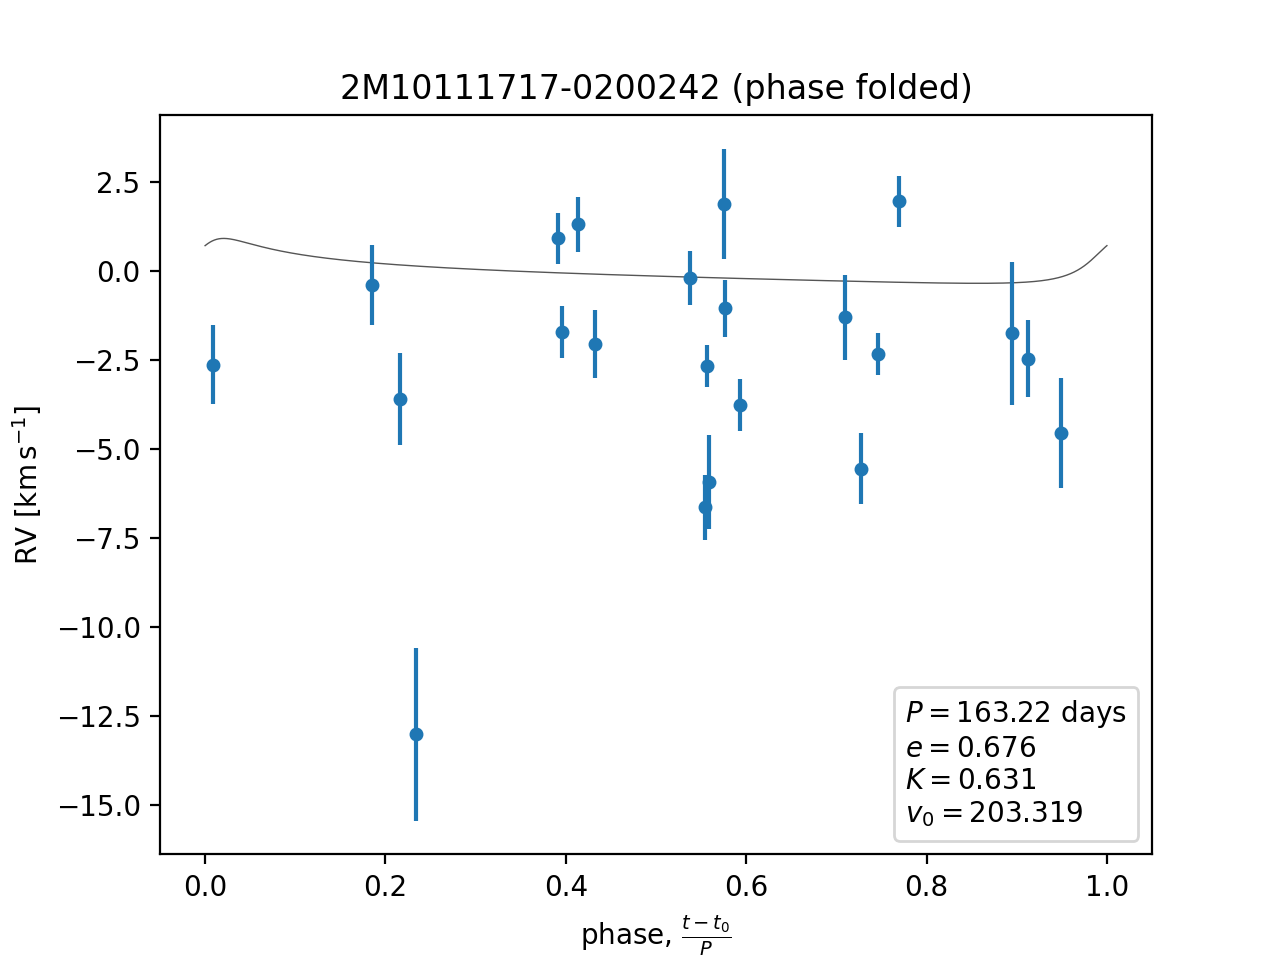 2M10111717-0200242 (phase folded)
RV [km s⁻¹]
2.5
0.0
−2.5
−5.0
−7.5
−10.0
−12.5
−15.0
P = 163.22 days
e = 0.676
K = 0.631
v₀ = 203.319
0.0 0.2 0.4 0.6 0.8 1.0
phase, (t − t₀)/P